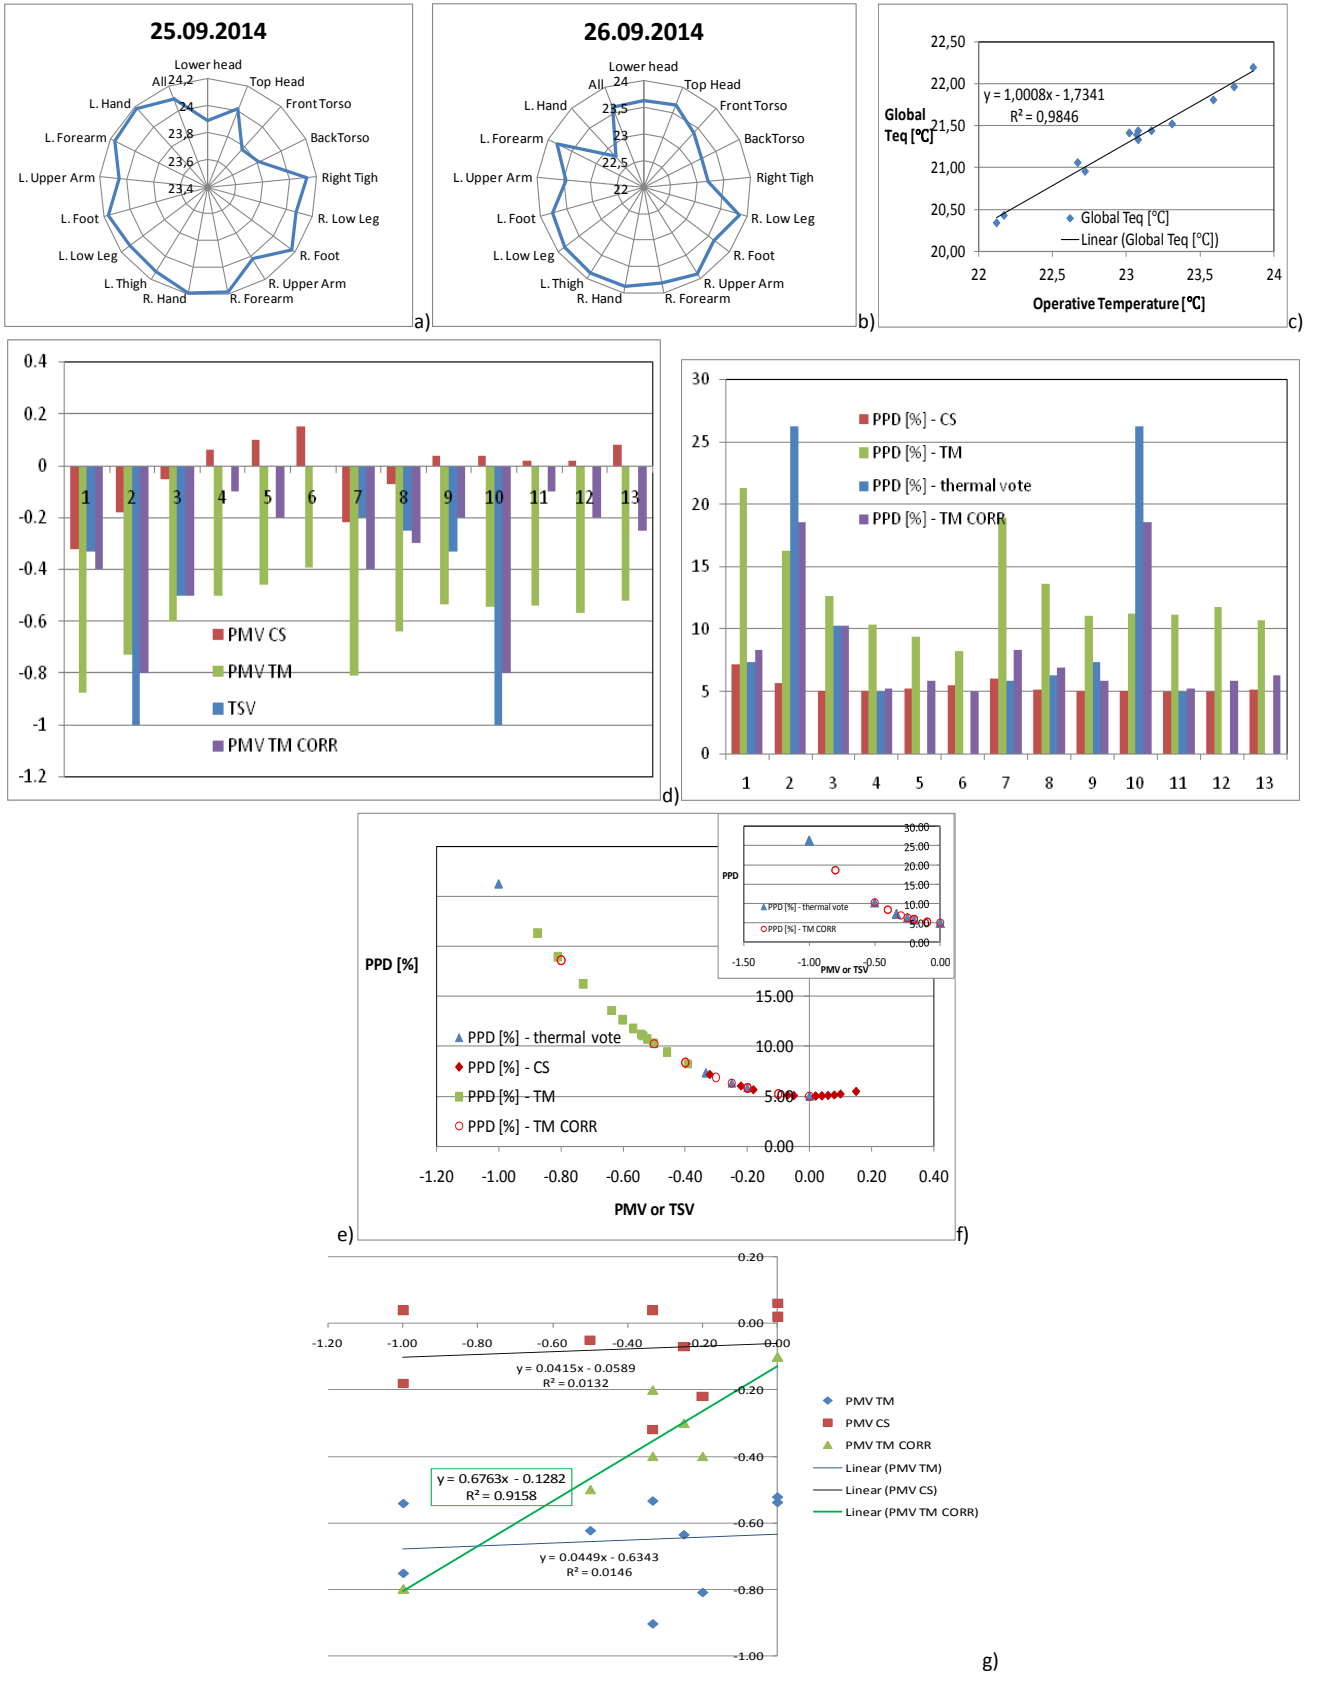 25.09.2014
Lower head
Top Head
Front Torso
BackTorso
Right Tigh
R. Low Leg
R. Foot
R. Upper Arm
R. Forearm
R. Hand
L. Thigh
L. Low Leg
L. Foot
L. Upper Arm
L. Forearm
L. Hand
All
24,2
24
23,8
23,6
23,4
a)
26.09.2014
Lower head
Top Head
Front Torso
BackTorso
Right Tigh
R. Low Leg
R. Foot
R. Upper Arm
R. Forearm
R. Hand
L. Thigh
L. Low Leg
L. Foot
L. Upper Arm
L. Forearm
L. Hand
All
24
23,5
23
22,5
22
b)
22,50
22,00
21,50
21,00
20,50
20,00
Global
Teq [°C]
y = 1,0008x - 1,7341
R² = 0,9846
Global Teq [°C]
Linear (Global Teq [°C])
22 22,5 23 23,5 24
Operative Temperature [°C]
c)
0.4
0.2
0
-0.2
-0.4
-0.6
-0.8
-1
-1.2
1 2 3 4 5 6 7 8 9 10 11 12 13
PMV CS
PMV TM
TSV
PMV TM CORR
d)
30
25
20
15
10
5
0
PPD [%] - CS
PPD [%] - TM
PPD [%] - thermal vote
PPD [%] - TM CORR
1 2 3 4 5 6 7 8 9 10 11 12 13
e)
PPD [%]
15.00
10.00
5.00
0.00
PPD [%] - thermal vote
PPD [%] - CS
PPD [%] - TM
PPD [%] - TM CORR
-1.20 -1.00 -0.80 -0.60 -0.40 -0.20 0.00 0.20 0.40
PMV or TSV
PPD
30.00
25.00
20.00
15.00
10.00
5.00
0.00
PPD [%] - thermal vote
PPD [%] - TM CORR
-1.50 -1.00 -0.50 0.00
PMV or TSV
f)
0.20
0.00
-1.20 -1.00 -0.80 -0.60 -0.40 -0.20 0.00
y = 0.0415x - 0.0589
R² = 0.0132
-0.20
-0.40
y = 0.6763x - 0.1282
R² = 0.9158
-0.60
y = 0.0449x - 0.6343
R² = 0.0146
-0.80
-1.00
PMV TM
PMV CS
PMV TM CORR
Linear (PMV TM)
Linear (PMV CS)
Linear (PMV TM CORR)
g)